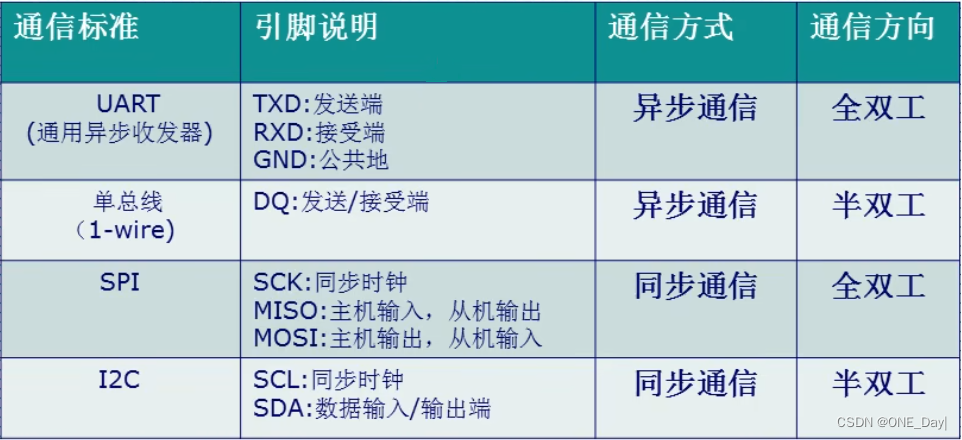 通信标准 引脚说明 通信方式 通信方向
UART
(通用异步收发器)
TXD:发送端
RXD:接受端
GND:公共地
异步通信
全双工
单总线
（1-wire)
DQ:发送/接受端
异步通信
半双工
SPI
SCK:同步时钟
MISO:主机输入，从机输出
MOSI:主机输出，从机输入
同步通信
全双工
I2C
SCL:同步时钟
SDA:数据输入/输出端
同步通信
半双工
CSDN @ONE_Day|